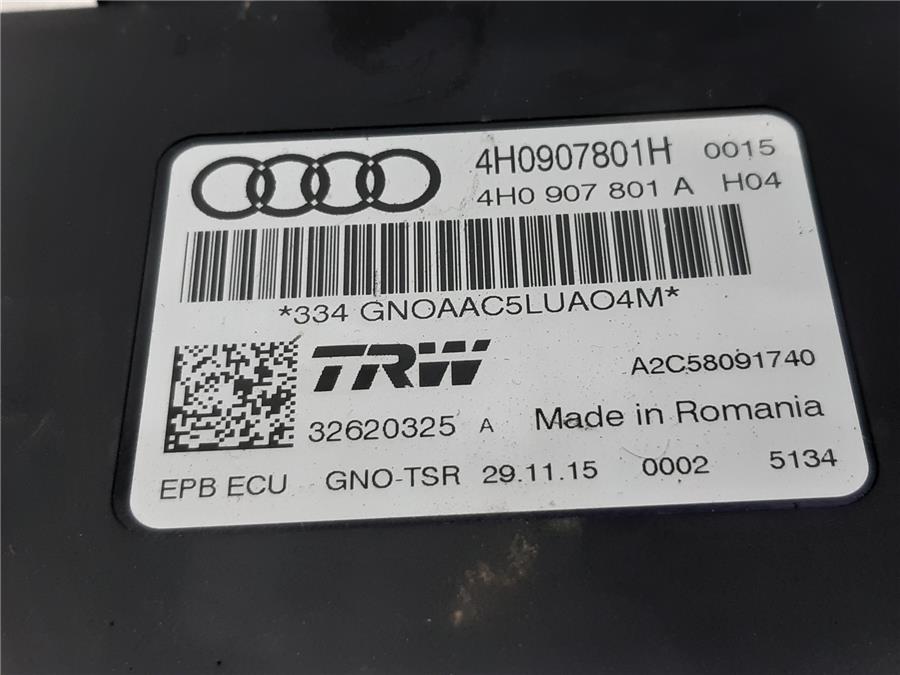 4H0907801H 0015
4H0 907 801 A H04
*334 GNOAAC5LUAO4M*
TRW A2C58091740
32620325 A Made in Romania
EPB ECU GNO-TSR 29.11.15 0002 5134